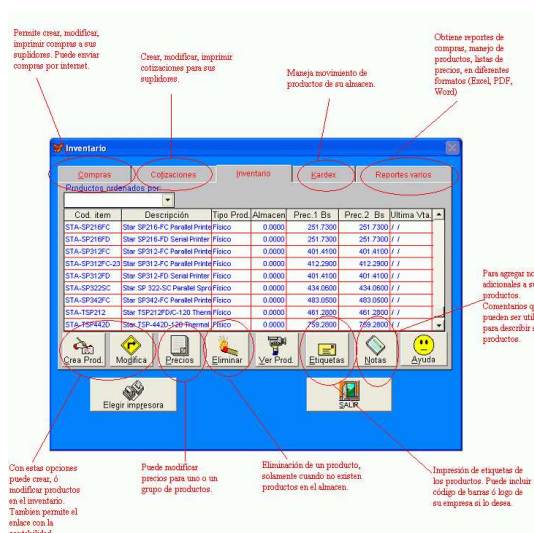 Permite crear, modificar,
imprimir compras a sus
suplidores. Puede enviar
compras por internet.
Crear, modificar, imprimir
cotizaciones para sus
suplidores.
Maneja movimiento de
productos de su almacen.
Obtiene reportes de
compras, manejo de
productos, listas de
precios, en diferentes
formatos (Excel, PDF,
Word)
Inventario
Compras Cotizaciones Inventario Kardex Reportes varios
Productos ordenados por:
Cod. item Descripción Tipo Prod. Almacen Prec.1 Bs Prec.2 Bs Ultima Vta.
STA-SP216FC Star SP216-FC Parallel Printe Físico 0.0000 251.7300 251.7300 / /
STA-SP216FD Star SP216-FD Serial Printer Físico 0.0000 251.7300 251.7300 / /
STA-SP312FC Star SP312-FC Parallel Printe Físico 0.0000 401.4100 401.4100 / /
STA-SP312FC-23 Star SP312-FC Parallel Printe Físico 0.0000 412.2900 412.2900 / /
STA-SP312FD Star SP312-FD Serial Printer Físico 0.0000 401.4100 401.4100 / /
STA-SP322SC Star SP 322-SC Parallel Spro Físico 0.0000 434.0600 434.0600 / /
STA-SP342FC Star SP342-FC Parallel Printe Físico 0.0000 483.0500 483.0500 / /
STA-TSP212 Star TSP212FD/C-120 Therm Físico 0.0000 461.2800 461.2800 / /
STA-TSP442D Star TSP-442D-120 Thermal Físico 0.0000 759.2800 759.2800 / /
Crea Prod. Modifica Precios Eliminar Ver Prod. Etiquetas Notas Ayuda
Elegir impresora
SALIR
Para agregar no
adicionales a su
productos.
Comentarios q
pueden ser util
para describir s
productos.
Con estas opciones
puede crear, ó
modificar productos
en el inventario.
Tambien permite el
enlace con la
contabilidad
Puede modificar
precios para uno o un
grupo de productos.
Eliminación de un producto,
solamente cuando no existen
productos en el almacen.
Impresión de etiquetas de
los productos. Puede incluir
código de barras ó logo de
su empresa si lo desea.